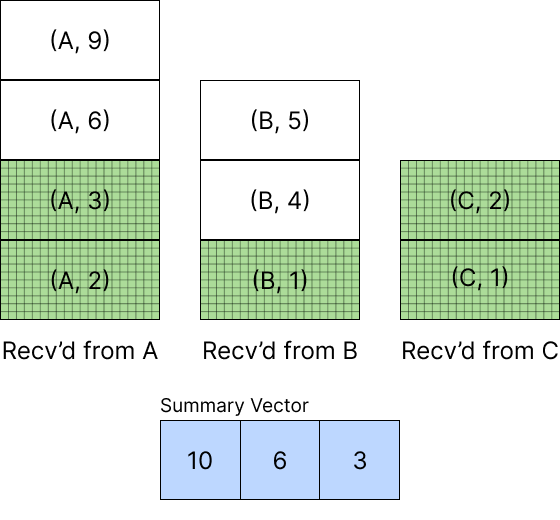 (A, 9)
(A, 6)
(B, 5)
(A, 3)
(B, 4)
(C, 2)
(A, 2)
(B, 1)
(C, 1)
Recv’d from A
Recv’d from B
Recv’d from C
Summary Vector
10
6
3